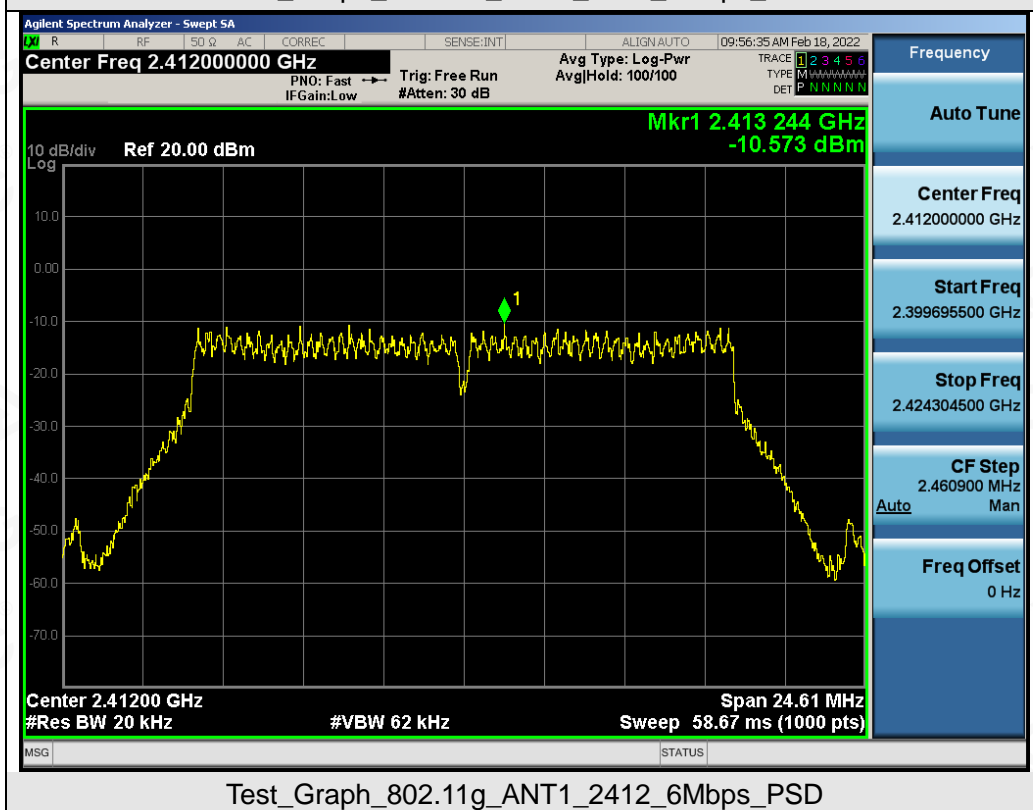 Agilent Spectrum Analyzer - Swept SA
LXI R RF 50 Ω AC CORREC SENSE:INT ALIGN AUTO 09:56:35 AM Feb 18, 2022
Center Freq 2.412000000 GHz
PNO: Fast
IFGain:Low
Trig: Free Run
#Atten: 30 dB
Avg Type: Log-Pwr
Avg|Hold: 100/100
TRACE 1 2 3 4 5 6
TYPE M
DET P N N N N N
Mkr1 2.413 244 GHz
-10.573 dBm
10 dB/div Ref 20.00 dBm
Log
10.0
0.00
-10.0
-20.0
-30.0
-40.0
-50.0
-60.0
-70.0
1
Center 2.41200 GHz Span 24.61 MHz
#Res BW 20 kHz #VBW 62 kHz Sweep 58.67 ms (1000 pts)
MSG STATUS
Frequency
Auto Tune
Center Freq
2.412000000 GHz
Start Freq
2.399695500 GHz
Stop Freq
2.424304500 GHz
CF Step
2.460900 MHz
Auto Man
Freq Offset
0 Hz
Test_Graph_802.11g_ANT1_2412_6Mbps_PSD